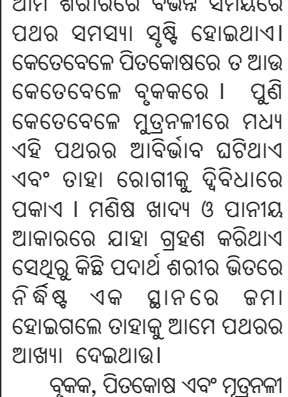 ଆମ ଶରୀରରେ ବିଭିନ୍ନ ସମୟରେ
ପଥର ସମସ୍ୟା ସୃଷ୍ଟି ହୋଇଥାଏ।
କେତେବେଳେ ପିତକୋଷରେ ତ ଆଉ
କେତେବେଳେ ବୃକକରେ । ପୁଣି
କେତେବେଳେ ମୁତ୍ରନଳୀରେ ମଧ୍ୟ
ଏହି ପଥରର ଆବିର୍ଭାବ ଘଟିଥାଏ
ଏବଂ ତାହା ରୋଗୀକୁ ଦ୍ୱିବିଧାରେ
ପକାଏ । ମଣିଷ ଖାଦ୍ୟ ଓ ପାନୀୟ
ଆକାରରେ ଯାହା ଗ୍ରହଣ କରିଥାଏ
ସେଥିରୁ କିଛି ପଦାର୍ଥ ଶରୀର ଭିତରେ
ନିର୍ଦ୍ଧିଷ୍ଟ ଏକ ସ୍ଥାନରେ ଜମା
ହୋଇଗଲେ ତାହାକୁ ଆମେ ପଥରର
ଆଖ୍ୟା ଦେଇଥାଉ।
ବୃକକ, ପିତକୋଷ ଏବଂ ମୂତ୍ରନଳୀ